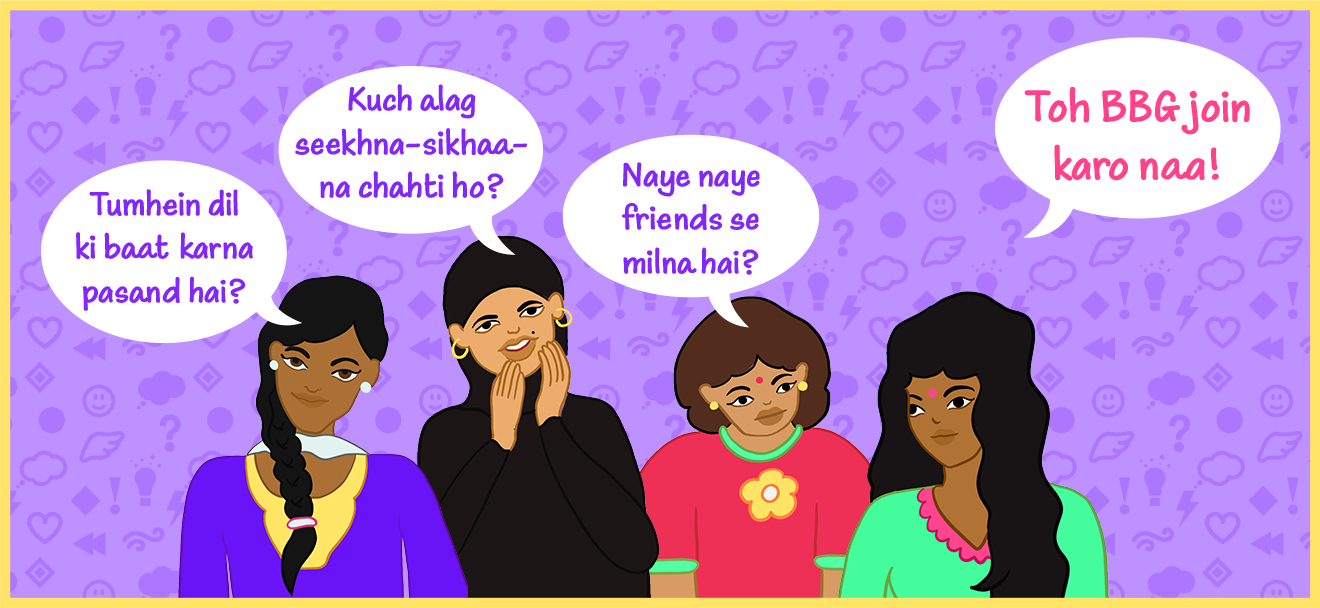 Tumhein dil
ki baat karna
pasand hai?
Kuch alag
seekhna-sikhaa-
na chahti ho?
Naye naye
friends se
milna hai?
Toh BBG join
karo naa!